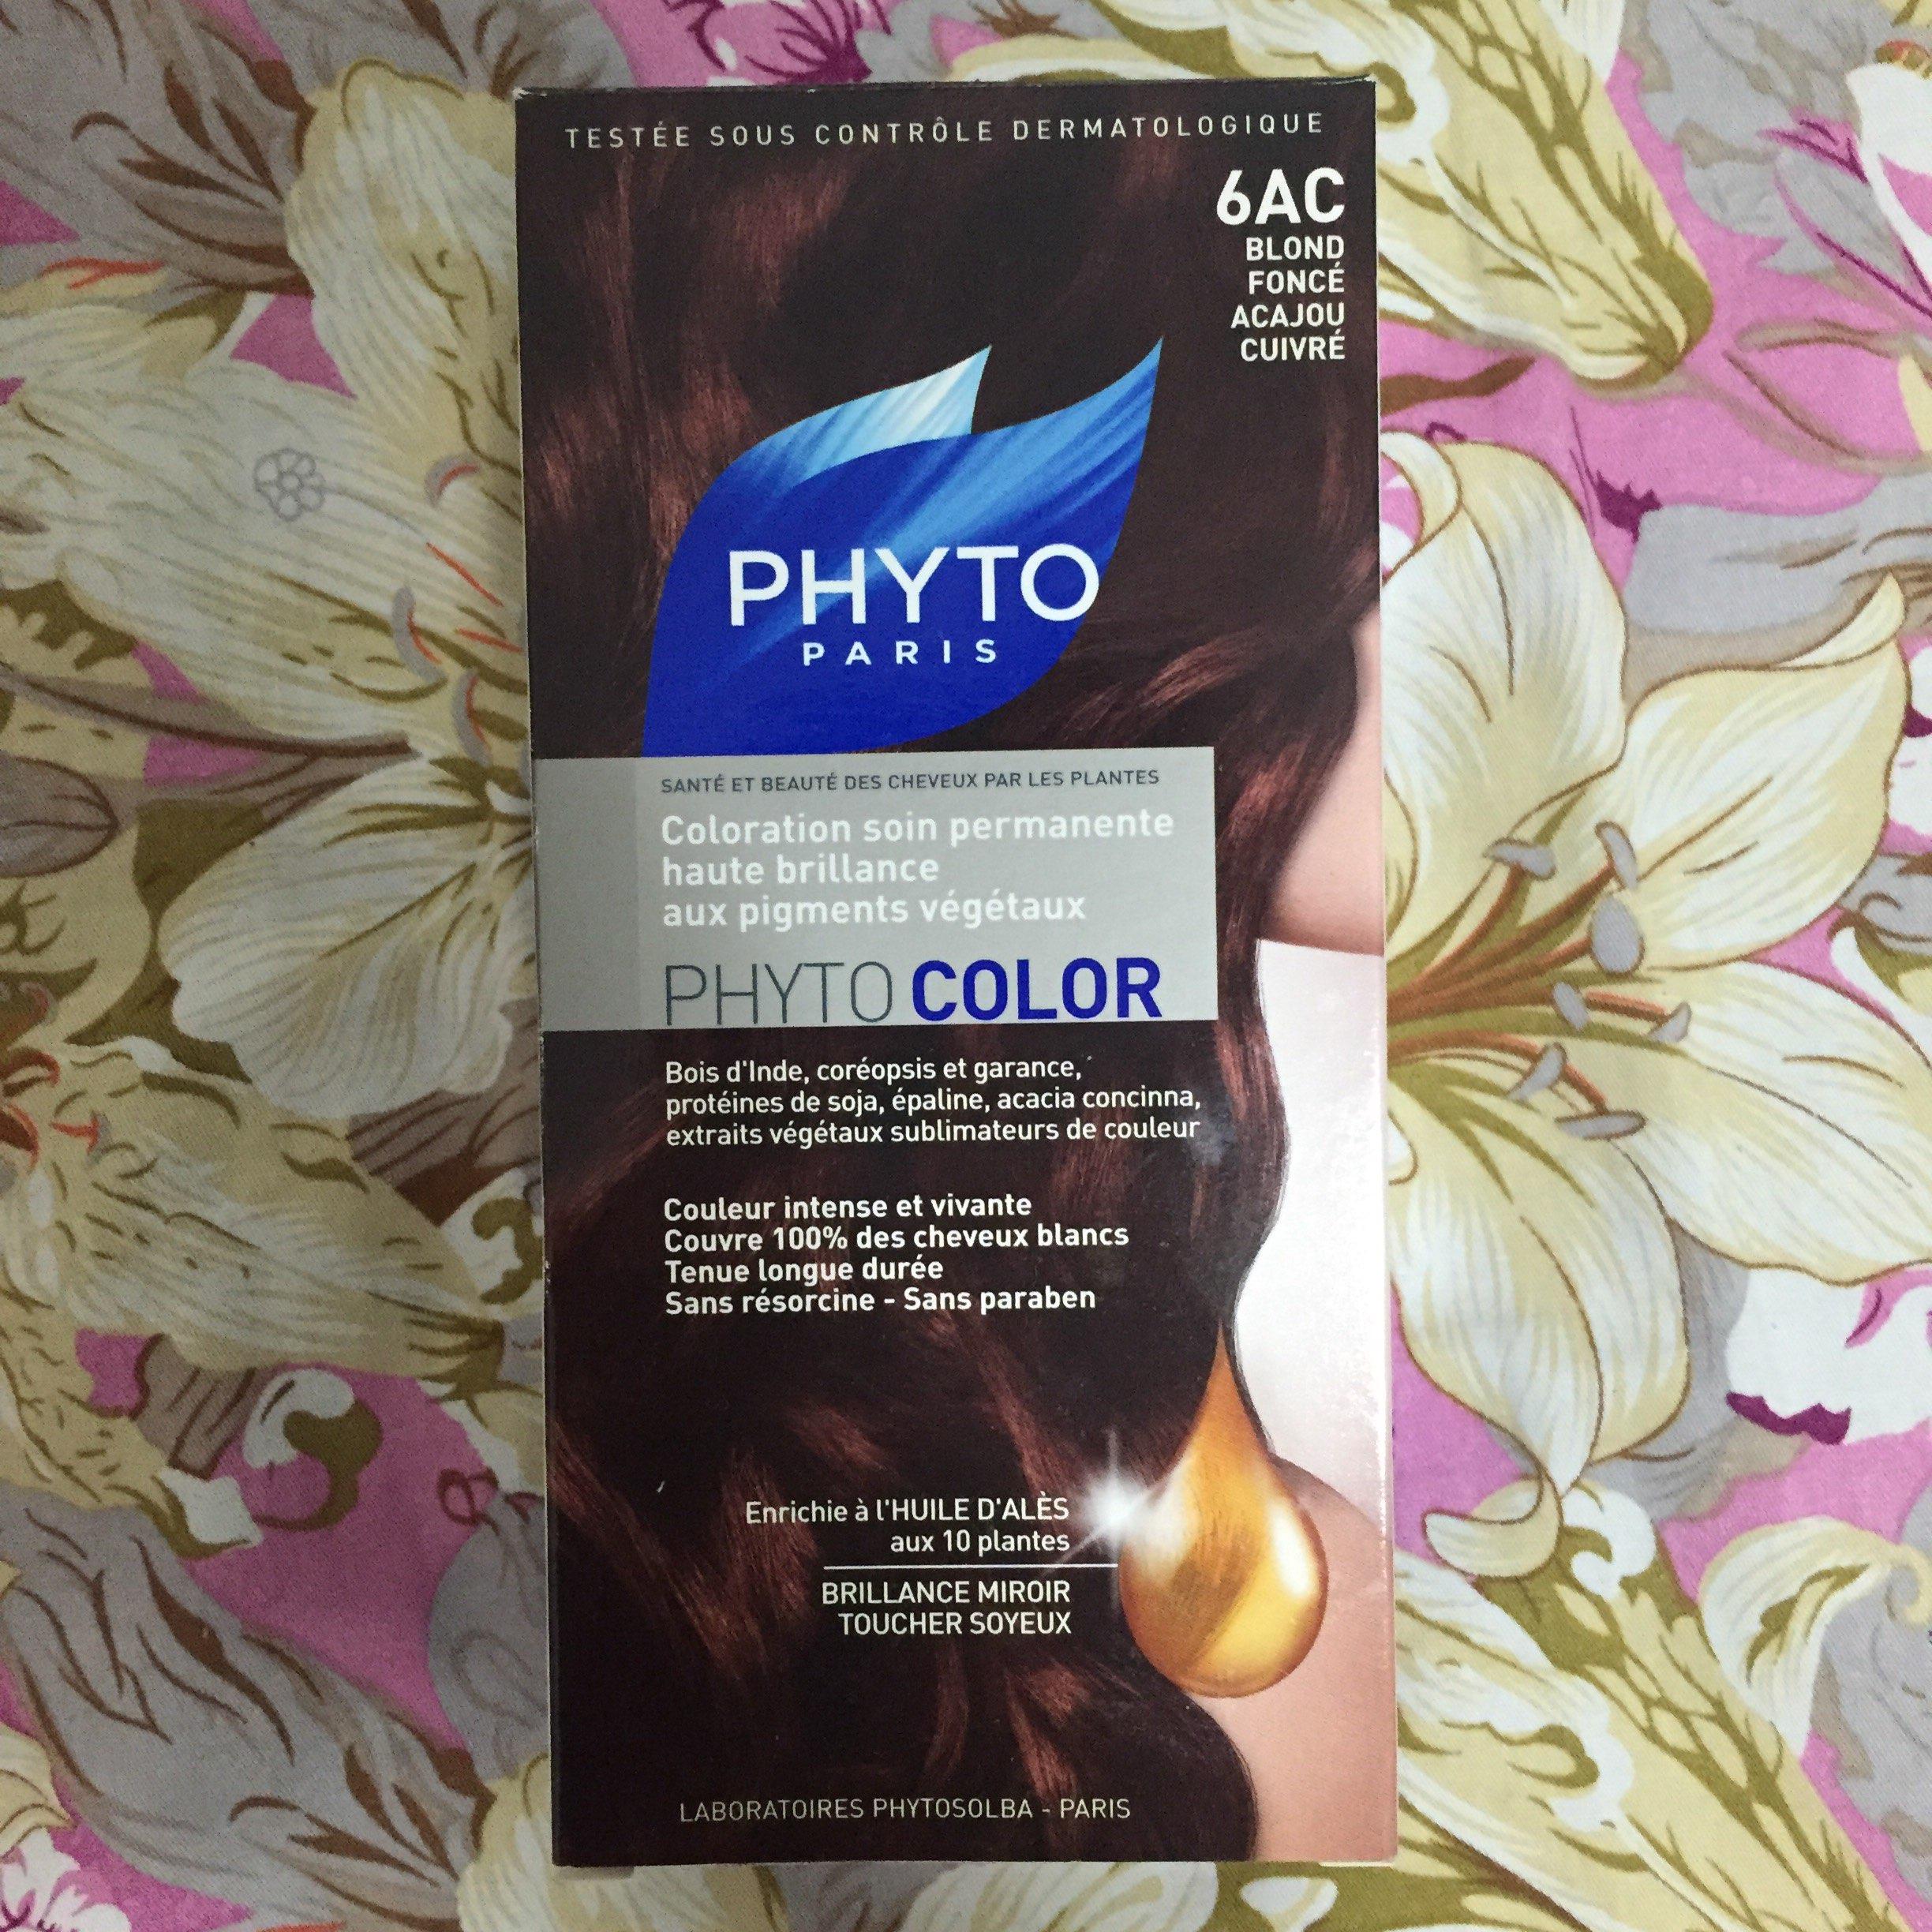 TESTÉE SOUS CONTRÔLE DERMATOLOGIQUE
6AC
BLOND
FONCÉ
ACAJOU
CUIVRÉ
PHYTO
PARIS
SANTÉ ET BEAUTÉ DES CHEVEUX PAR LES PLANTES
Coloration soin permanente
haute brillance
aux pigments végétaux
PHYTO COLOR
Bois d'Inde, coréopsis et garance,
protéines de soja, épaline, acacia concinna,
extraits végétaux sublimateurs de couleur
Couleur intense et vivante
Couvre 100% des cheveux blancs
Tenue longue durée
Sans résorcine - Sans paraben
Enrichie à l'HUILE D'ALÈS
aux 10 plantes
BRILLANCE MIROIR
TOUCHER SOYEUX
LABORATOIRES PHYTOSOLBA - PARIS